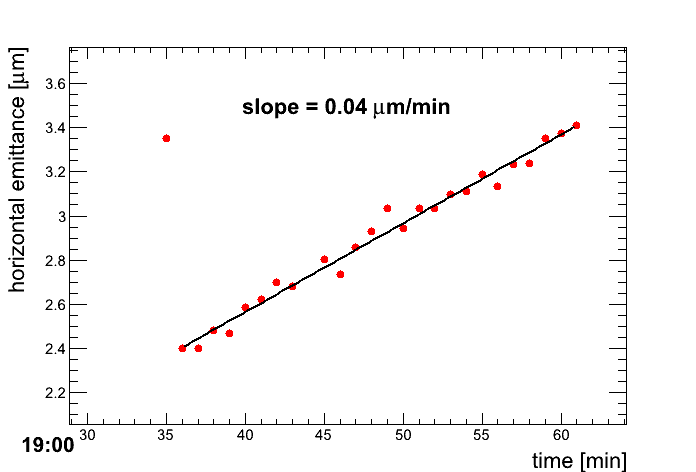 horizontal emittance [μm]
3.6
3.4
3.2
3
2.8
2.6
2.4
2.2
slope = 0.04 μm/min
30 35 40 45 50 55 60
19:00
time [min]